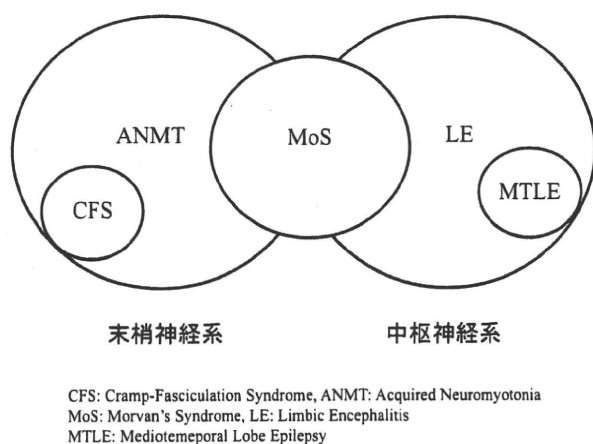 ANMT MoS LE
CFS MTLE
末梢神経系 中枢神経系
CFS: Cramp-Fasciculation Syndrome, ANMT: Acquired Neuromyotonia
MoS: Morvan's Syndrome, LE: Limbic Encephalitis
MTLE: Mediotemeporal Lobe Epilepsy